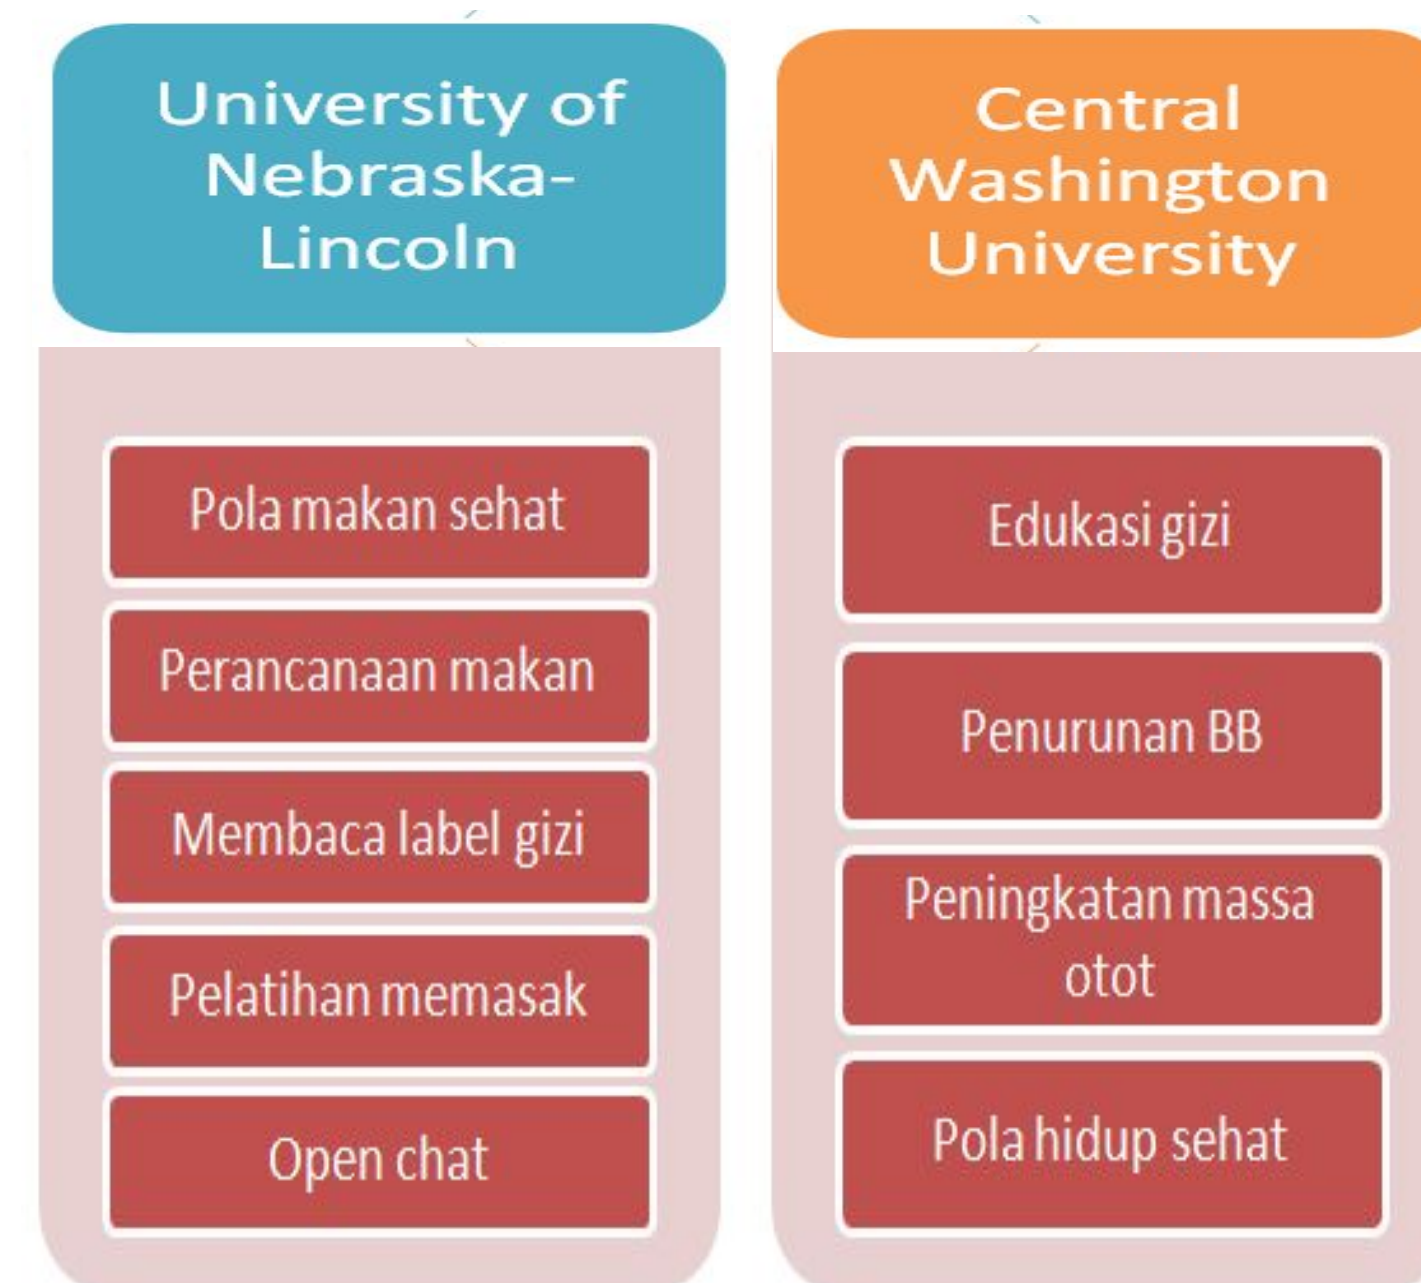 University of
Nebraska-
Lincoln
Pola makan sehat
Perancanaan makan
Membaca label gizi
Pelatihan memasak
Open chat
Central
Washington
University
Edukasi gizi
Penurunan BB
Peningkatan massa
otot
Pola hidup sehat